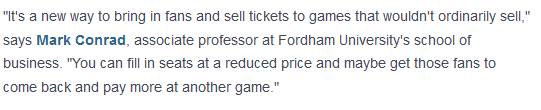 "It's a new way to bring in fans and sell tickets to games that wouldn't ordinarily sell,"
says Mark Conrad, associate professor at Fordham University's school of
business. "You can fill in seats at a reduced price and maybe get those fans to
come back and pay more at another game."